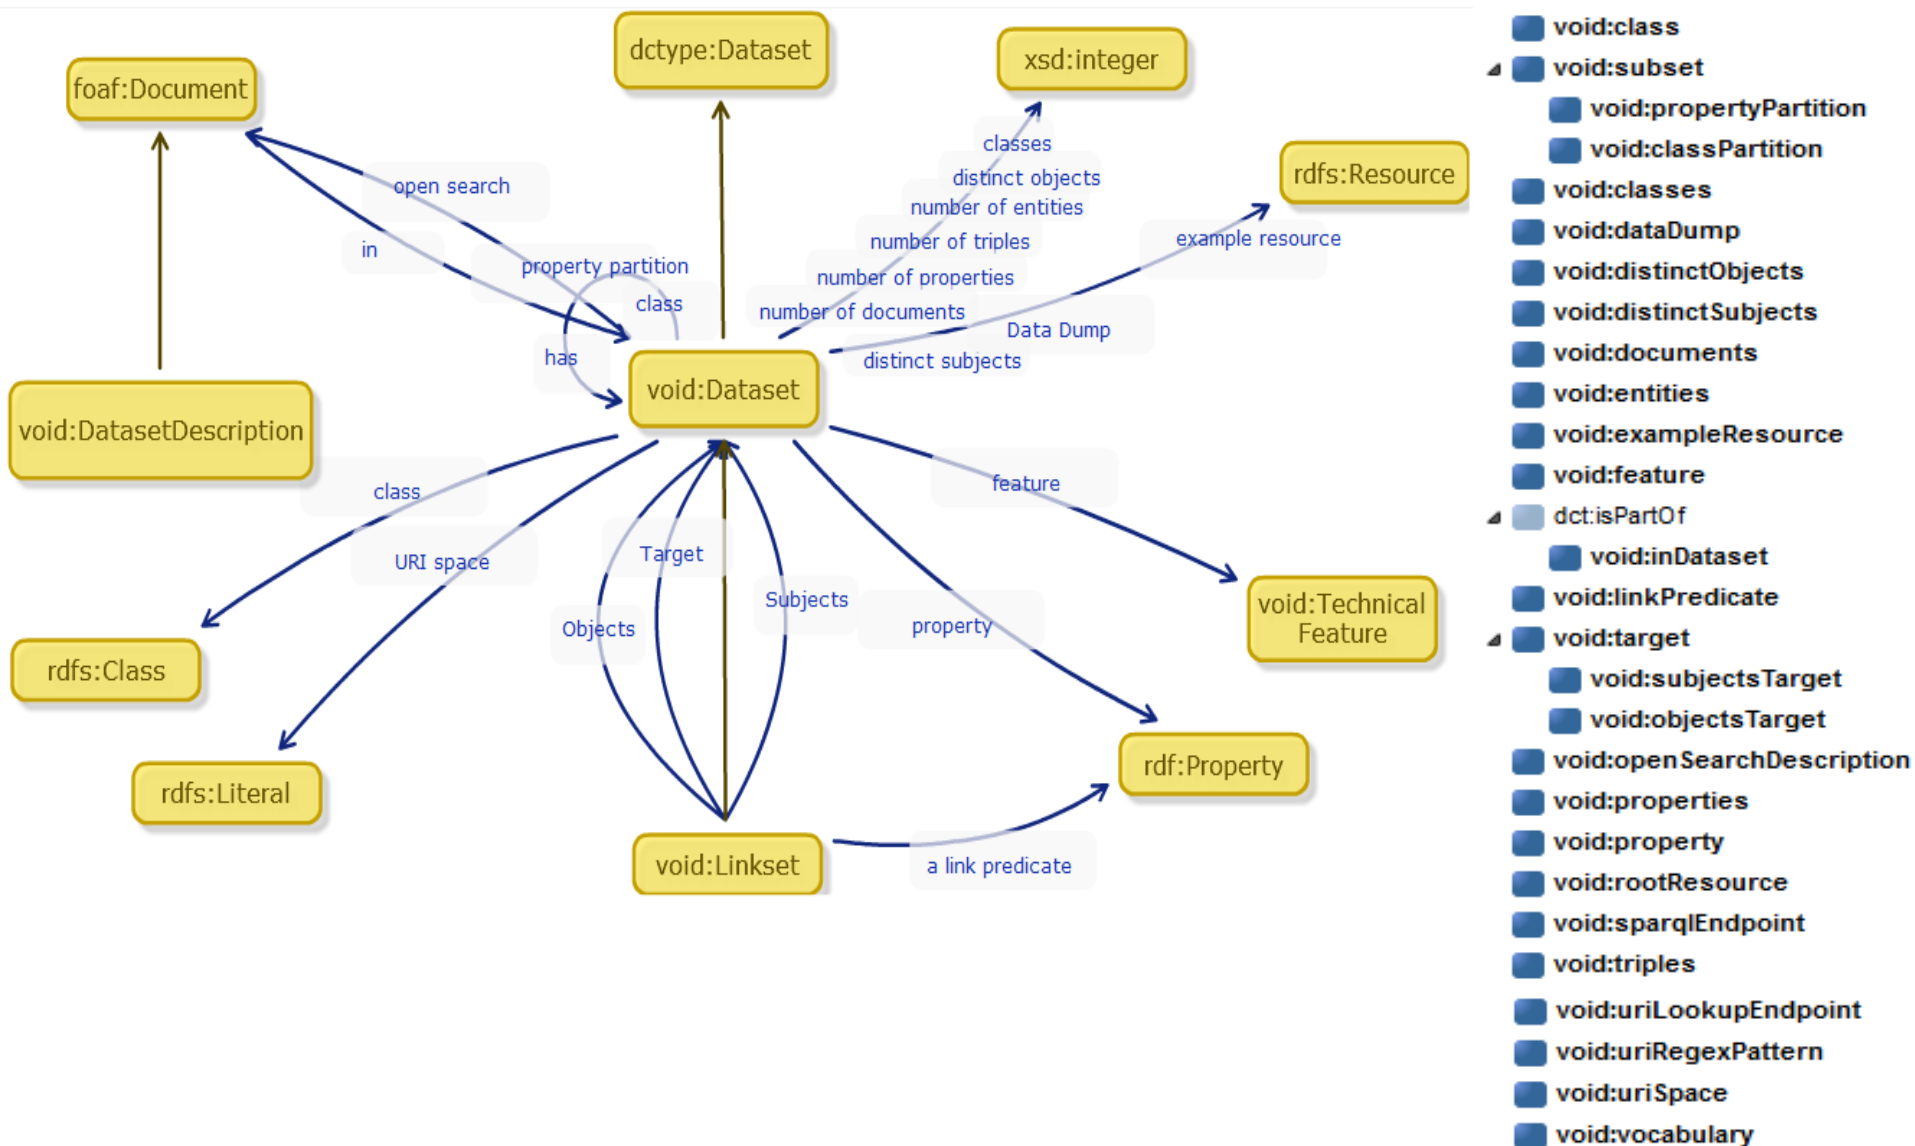 dctype:Dataset
xsd:integer
foaf:Document
classes
rdfs:Resource
distinct objects
open search
number of entities
number of triples
example resource
in
property partition
number of properties
class
number of documents
Data Dump
has
distinct subjects
void:Dataset
void:DatasetDescription
class
feature
Target
URI space
Subjects
void:Technical
Feature
Objects
property
rdfs:Class
rdf:Property
rdfs:Literal
void:Linkset
a link predicate
void:class
void:subset
void:propertyPartition
void:classPartition
void:classes
void:dataDump
void:distinctObjects
void:distinctSubjects
void:documents
void:entities
void:exampleResource
void:feature
dct:isPartOf
void:inDataset
void:linkPredicate
void:target
void:subjectsTarget
void:objectsTarget
void:openSearchDescription
void:properties
void:property
void:rootResource
void:sparqlEndpoint
void:triples
void:uriLookupEndpoint
void:uriRegexPattern
void:uriSpace
void:vocabulary